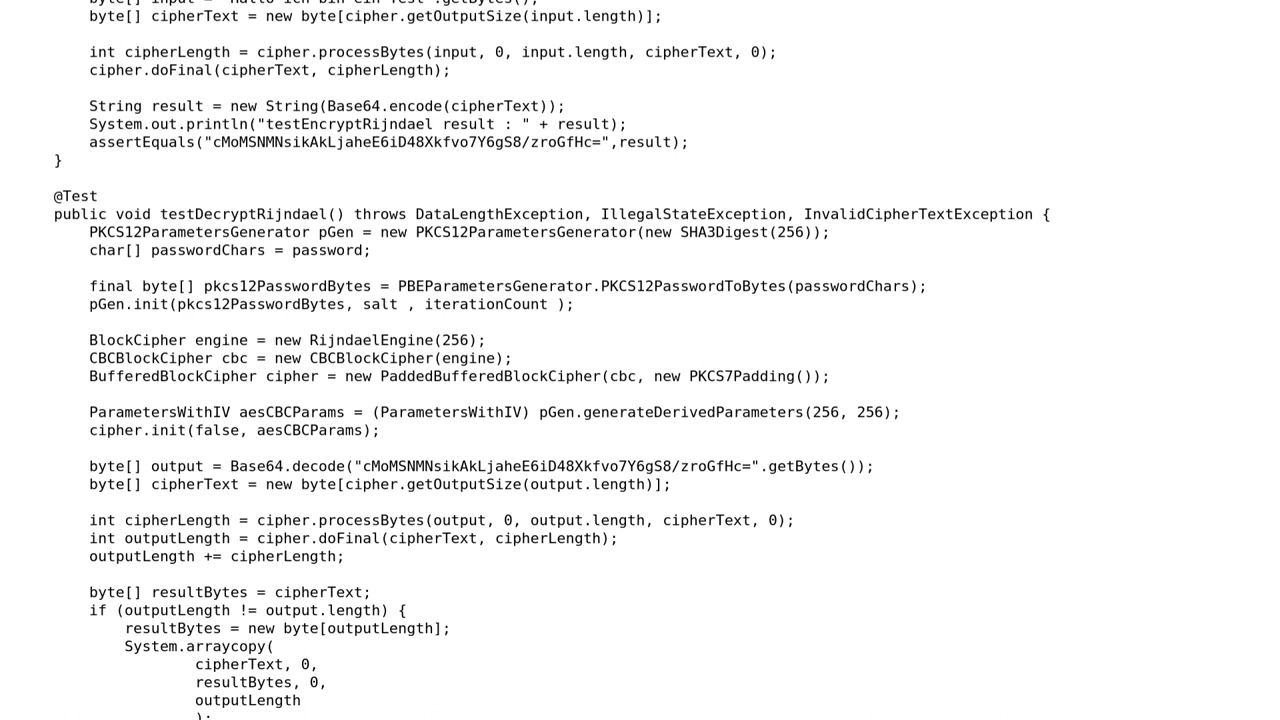 byte[] cipherText = new byte[cipher.getOutputSize(input.length)];
int cipherLength = cipher.processBytes(input, 0, input.length, cipherText, 0);
cipher.doFinal(cipherText, cipherLength);
String result = new String(Base64.encode(cipherText));
System.out.println("testEncryptRijndael result : " + result);
assertEquals("cMoMSNMNsikAkLjaheE6iD48Xkfvo7Y6gS8/zroGfHc=",result);
}
@Test
public void testDecryptRijndael() throws DataLengthException, IllegalStateException, InvalidCipherTextException {
PKCS12ParametersGenerator pGen = new PKCS12ParametersGenerator(new SHA3Digest(256));
char[] passwordChars = password;
final byte[] pkcs12PasswordBytes = PBEParametersGenerator.PKCS12PasswordToBytes(passwordChars);
pGen.init(pkcs12PasswordBytes, salt , iterationCount );
BlockCipher engine = new RijndaelEngine(256);
CBCBlockCipher cbc = new CBCBlockCipher(engine);
BufferedBlockCipher cipher = new PaddedBufferedBlockCipher(cbc, new PKCS7Padding());
ParametersWithIV aesCBCParams = (ParametersWithIV) pGen.generateDerivedParameters(256, 256);
cipher.init(false, aesCBCParams);
byte[] output = Base64.decode("cMoMSNMNsikAkLjaheE6iD48Xkfvo7Y6gS8/zroGfHc=".getBytes());
byte[] cipherText = new byte[cipher.getOutputSize(output.length)];
int cipherLength = cipher.processBytes(output, 0, output.length, cipherText, 0);
int outputLength = cipher.doFinal(cipherText, cipherLength);
outputLength += cipherLength;
byte[] resultBytes = cipherText;
if (outputLength != output.length) {
resultBytes = new byte[outputLength];
System.arraycopy(
cipherText, 0,
resultBytes, 0,
outputLength
);